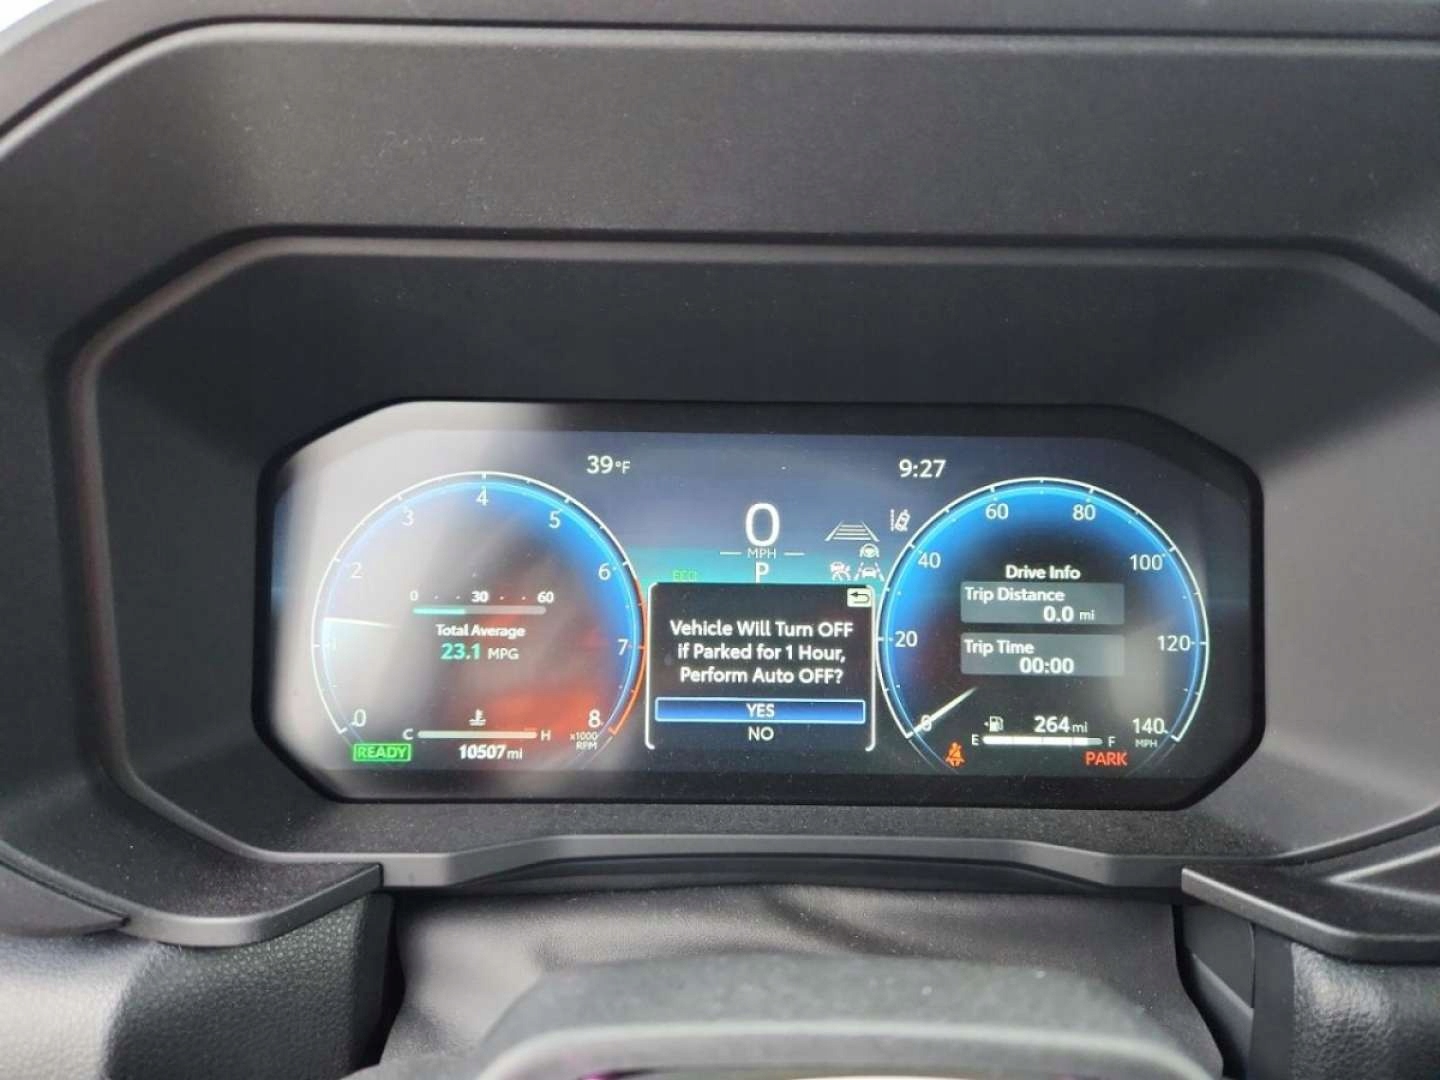 39°F
9:27
0
MPH
P
ECO
0 1 2 3 4 5 6 7 8
x1000
RPM
0 . . 30 . . 60
Total Average
23.1 MPG
C H
READY
10507 mi
Vehicle Will Turn OFF
if Parked for 1 Hour,
Perform Auto OFF?
YES
NO
0 20 40 60 80 100 120 140
MPH
Drive Info
Trip Distance
0.0 mi
Trip Time
00:00
264 mi
E F
PARK